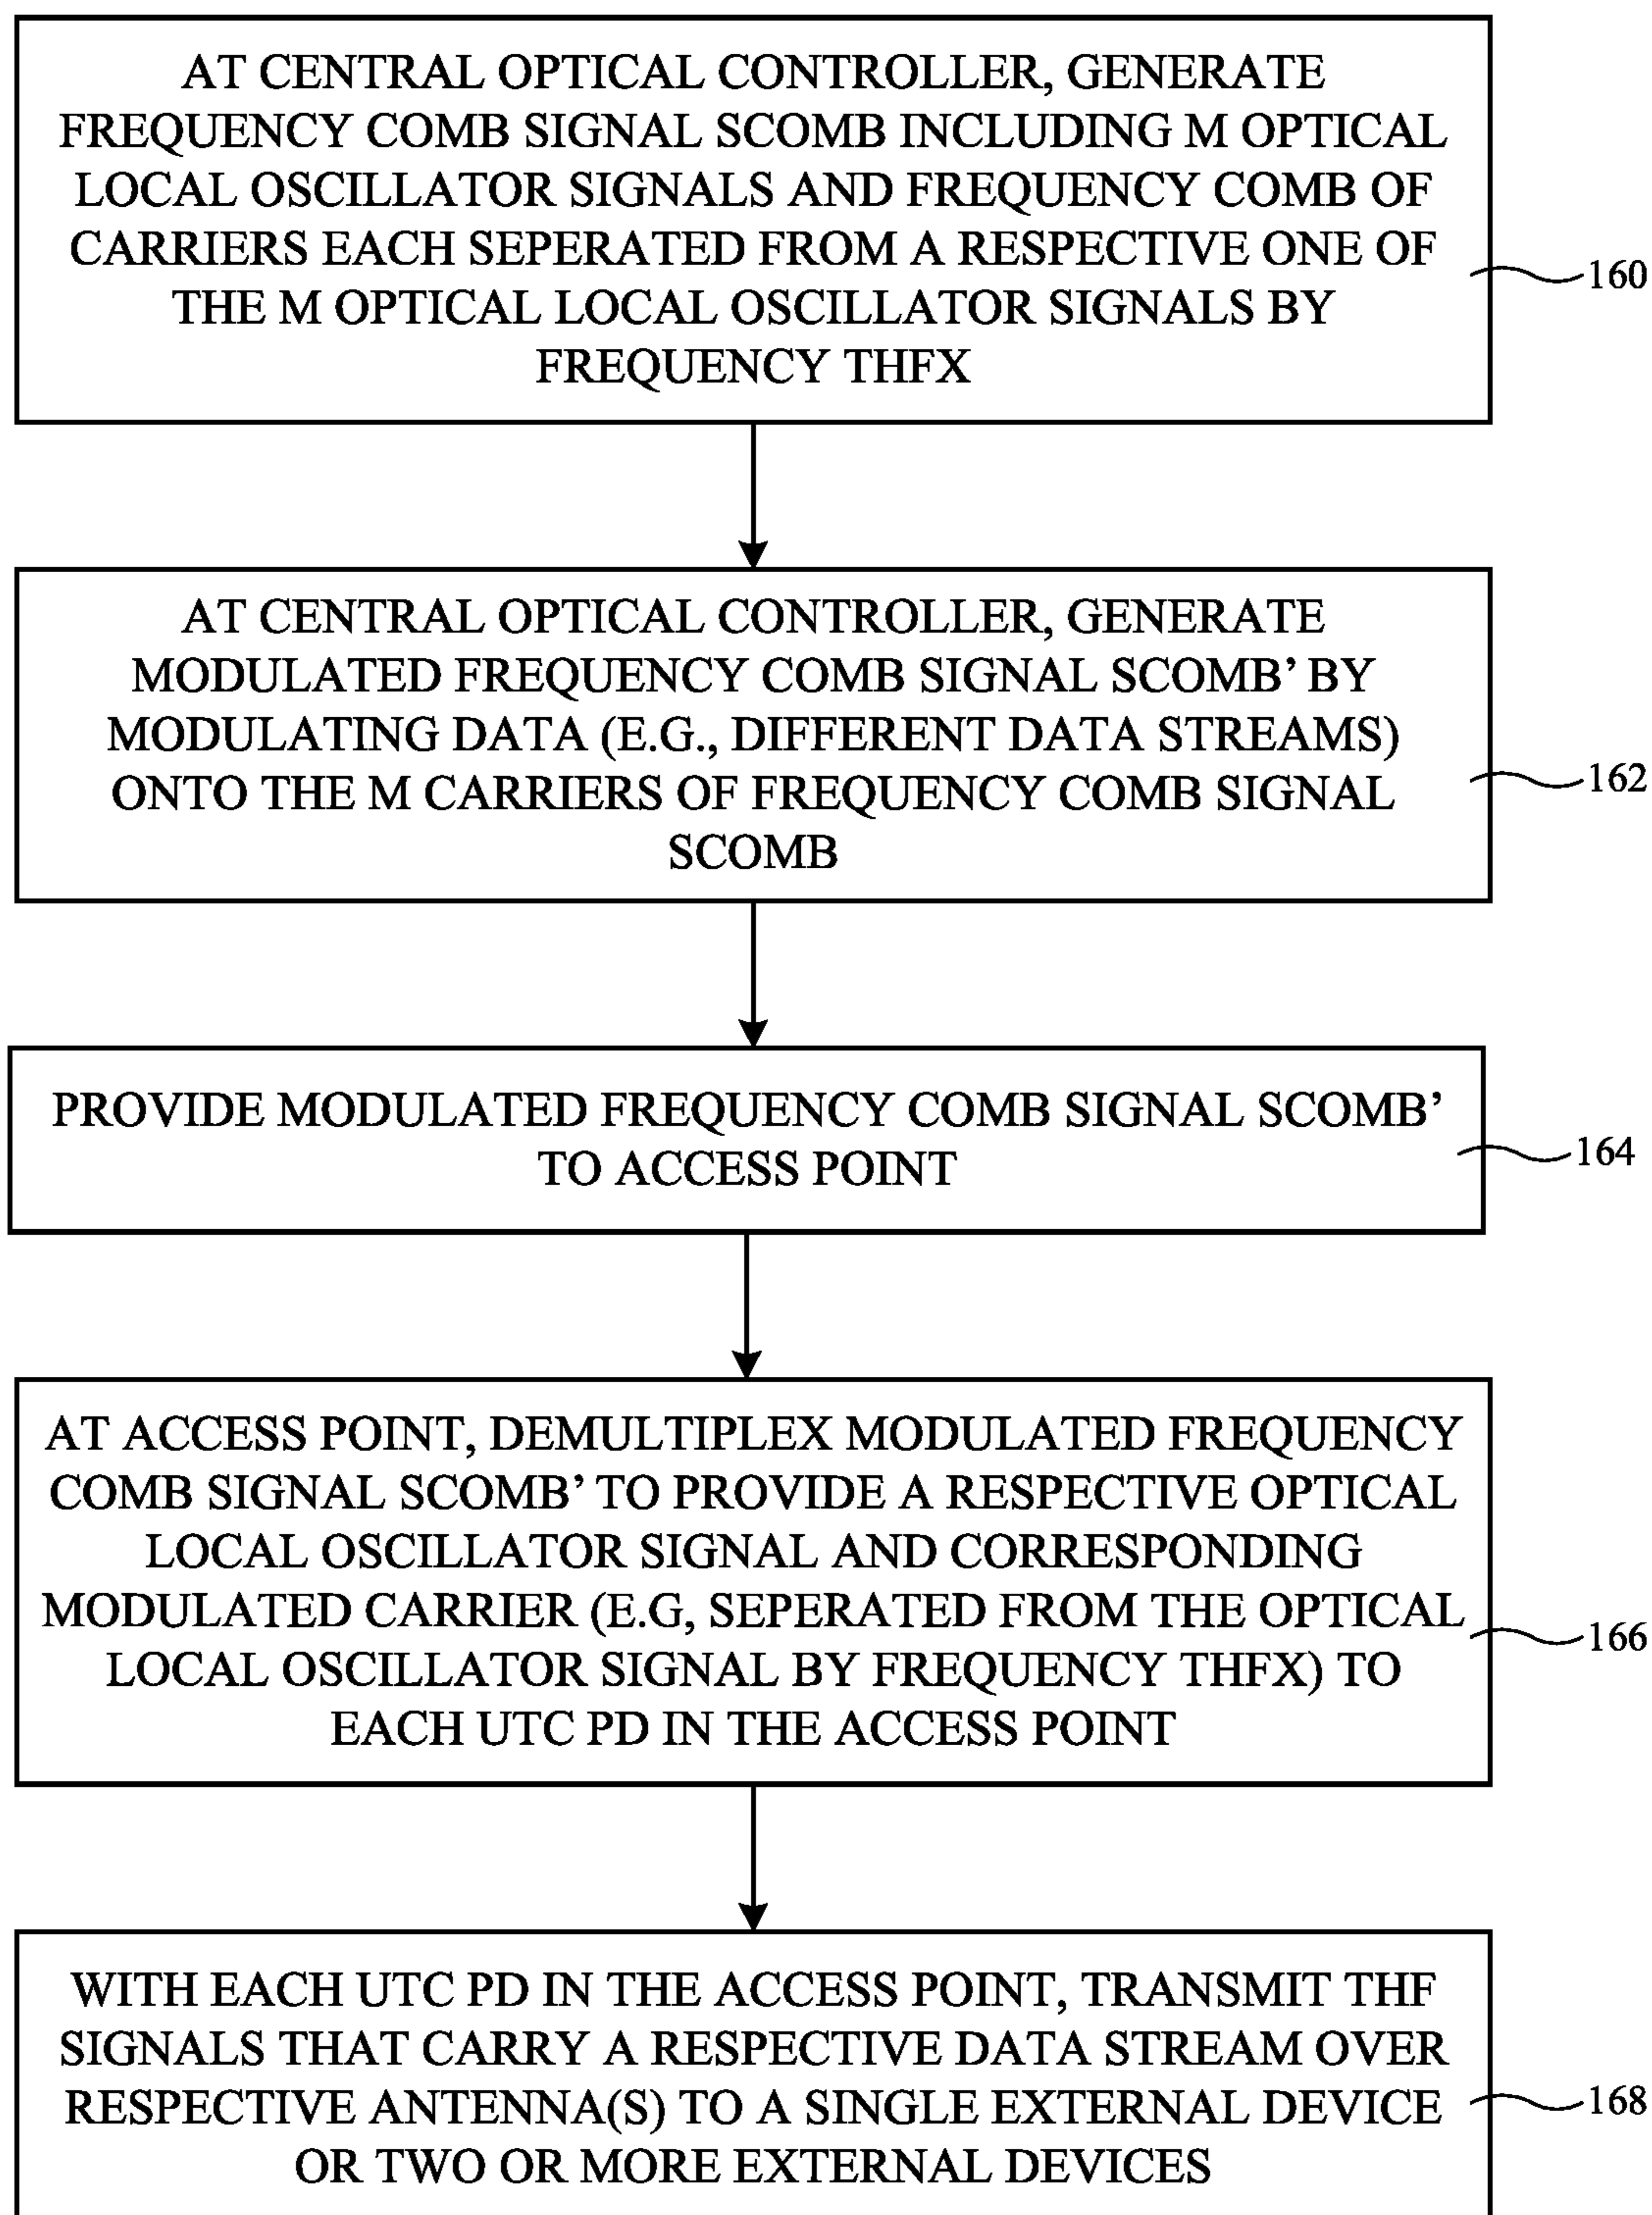 AT CENTRAL OPTICAL CONTROLLER, GENERATE
FREQUENCY COMB SIGNAL SCOMB INCLUDING M OPTICAL
LOCAL OSCILLATOR SIGNALS AND FREQUENCY COMB OF
CARRIERS EACH SEPERATED FROM A RESPECTIVE ONE OF
THE M OPTICAL LOCAL OSCILLATOR SIGNALS BY
FREQUENCY THFX
160
AT CENTRAL OPTICAL CONTROLLER, GENERATE
MODULATED FREQUENCY COMB SIGNAL SCOMB’ BY
MODULATING DATA (E.G., DIFFERENT DATA STREAMS)
ONTO THE M CARRIERS OF FREQUENCY COMB SIGNAL
SCOMB
162
PROVIDE MODULATED FREQUENCY COMB SIGNAL SCOMB’
TO ACCESS POINT
164
AT ACCESS POINT, DEMULTIPLEX MODULATED FREQUENCY
COMB SIGNAL SCOMB’ TO PROVIDE A RESPECTIVE OPTICAL
LOCAL OSCILLATOR SIGNAL AND CORRESPONDING
MODULATED CARRIER (E.G, SEPERATED FROM THE OPTICAL
LOCAL OSCILLATOR SIGNAL BY FREQUENCY THFX) TO
EACH UTC PD IN THE ACCESS POINT
166
WITH EACH UTC PD IN THE ACCESS POINT, TRANSMIT THF
SIGNALS THAT CARRY A RESPECTIVE DATA STREAM OVER
RESPECTIVE ANTENNA(S) TO A SINGLE EXTERNAL DEVICE
OR TWO OR MORE EXTERNAL DEVICES
168